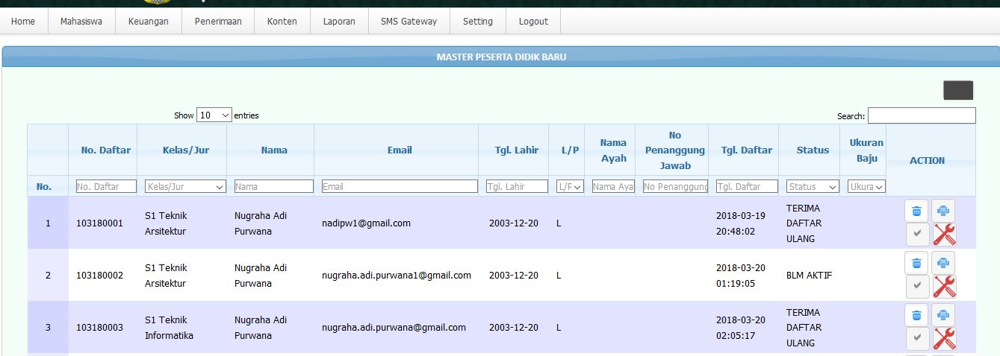 Home Mahasiswa Keuangan Penerimaan Konten Laporan SMS Gateway Setting Logout
MASTER PESERTA DIDIK BARU
Show 10 entries Search:
No. No. Daftar Kelas/Jur Nama Email Tgl. Lahir L/P Nama Ayah No Penanggung Jawab Tgl. Daftar Status Ukuran Baju ACTION
No. Daftar Kelas/Jur Nama Email Tgl. Lahir L/P Nama Aya No Penanggung Tgl. Daftar Status Ukura
1 103180001 S1 Teknik Arsitektur Nugraha Adi Purwana nadipw1@gmail.com 2003-12-20 L 2018-03-19 20:48:02 TERIMA DAFTAR ULANG
2 103180002 S1 Teknik Arsitektur Nugraha Adi Purwana nugraha.adi.purwana1@gmail.com 2003-12-20 L 2018-03-20 01:19:05 BLM AKTIF
3 103180003 S1 Teknik Informatika Nugraha Adi Purwana nugraha.adi.purwana@gmail.com 2003-12-20 L 2018-03-20 02:05:17 TERIMA DAFTAR ULANG